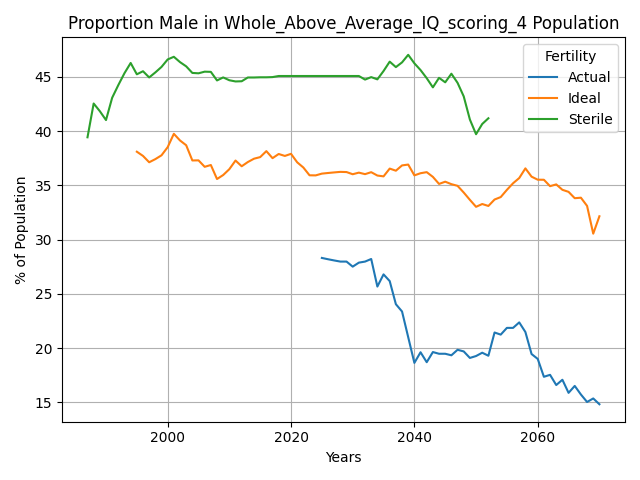 Proportion Male in Whole_Above_Average_IQ_scoring_4 Population
Fertility
Actual
Ideal
Sterile
% of Population
45
40
35
30
25
20
15
2000
2020
2040
2060
Years